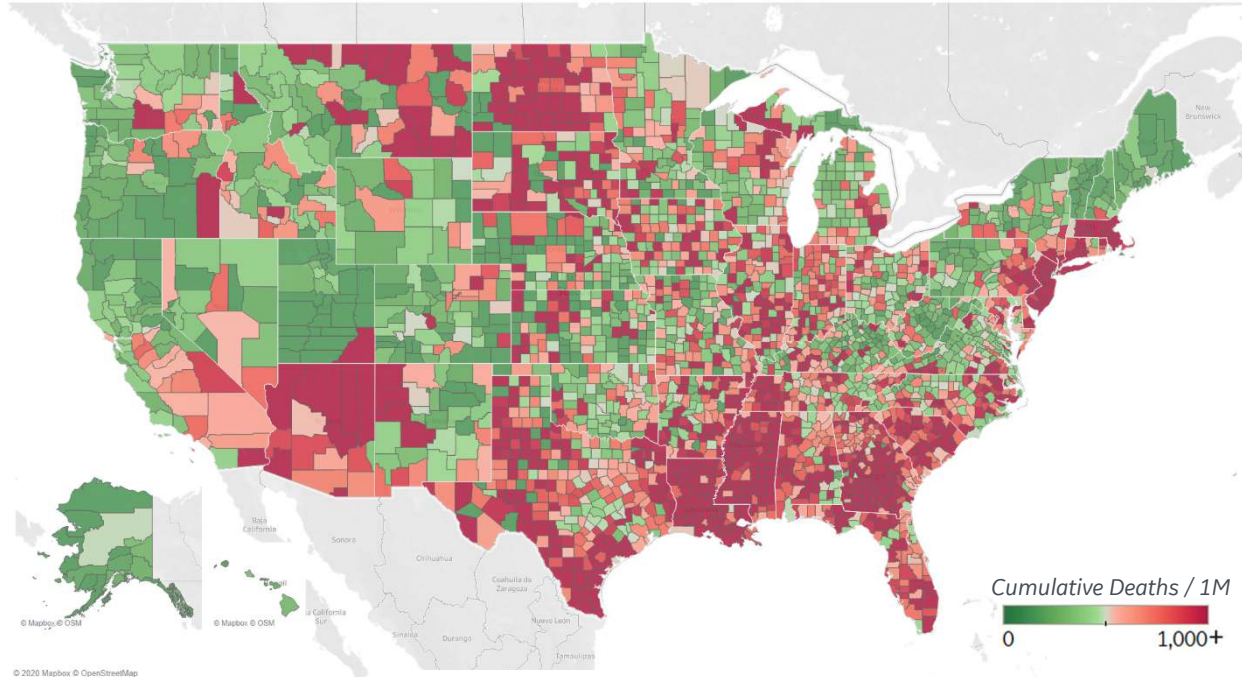 New
Brunswick
Baja
California
Sonora
Chihuahua
Coahuila de
Zaragoza
Nuevo León
Sinaloa
Durango
Tamaulipas
ja California
Sur
© Mapbox © OSM
© Mapbox © OSM
Cumulative Deaths / 1M
0
1,000+
© 2020 Mapbox © OpenStreetMap